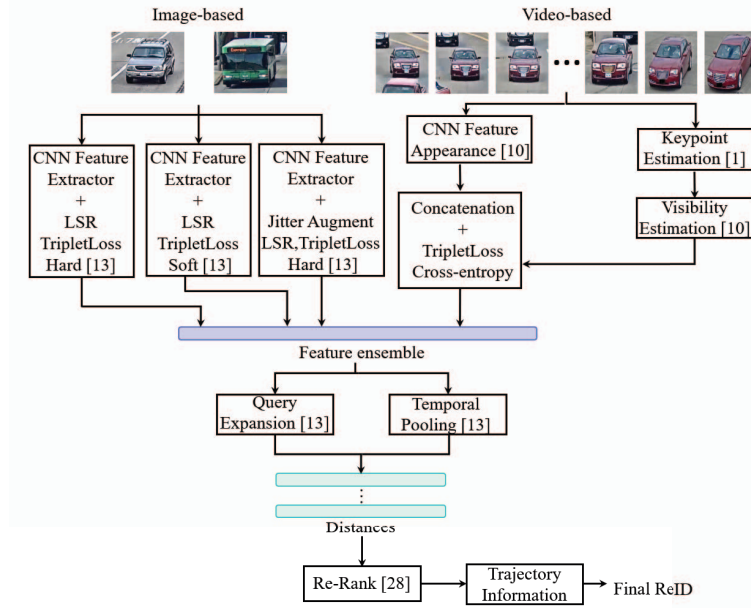 Image-based
Video-based
CNN Feature
Extractor
+
LSR
TripletLoss
Hard [13]
CNN Feature
Extractor
+
LSR
TripletLoss
Soft [13]
CNN Feature
Extractor
+
Jitter Augment
LSR,TripletLoss
Hard [13]
CNN Feature
Appearance [10]
Concatenation
+
TripletLoss
Cross-entropy
Keypoint
Estimation [1]
Visibility
Estimation [10]
Feature ensemble
Query
Expansion [13]
Temporal
Pooling [13]
Distances
Re-Rank [28]
Trajectory
Information
Final ReID